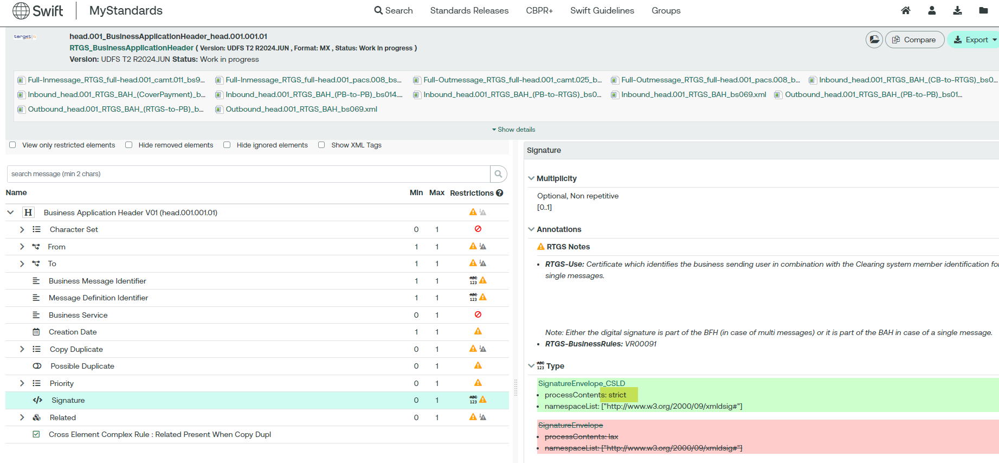 Swift MyStandards Search Standards Releases CBPR+ Swift Guidelines Groups
target
head.001_BusinessApplicationHeader_head.001.001.01
RTGS_BusinessApplicationHeader ( Version: UDFS T2 R2024.JUN , Format: MX , Status: Work in progress )
Version: UDFS T2 R2024.JUN Status: Work in progress
Compare Export
Full-Inmessage_RTGS_full-head.001_camt.011_bs9... Full-Inmessage_RTGS_full-head.001_pacs.008_bs... Full-Outmessage_RTGS_full-head.001_camt.025_b... Full-Outmessage_RTGS_full-head.001_pacs.008_b... Inbound_head.001_RTGS_BAH_(CB-to-RTGS)_bs0...
Inbound_head.001_RTGS_BAH_(CoverPayment)_b... Inbound_head.001_RTGS_BAH_(PB-to-PB)_bs014.... Inbound_head.001_RTGS_BAH_(PB-to-RTGS)_bs0... Inbound_head.001_RTGS_BAH_bs069.xml Outbound_head.001_RTGS_BAH_(PB-to-PB)_bs01...
Outbound_head.001_RTGS_BAH_(RTGS-to-PB)_b... Outbound_head.001_RTGS_BAH_bs069.xml
Show details
View only restricted elements Hide removed elements Hide ignored elements Show XML Tags
search message (min 2 chars)
Name Min Max Restrictions
H Business Application Header V01 (head.001.001.01)
Character Set 0 1
From 1 1
To 1 1
Business Message Identifier 1 1 ABC 123
Message Definition Identifier 1 1 ABC 123
Business Service 0 1
Creation Date 1 1
Copy Duplicate 0 1
Possible Duplicate 0 1
Priority 0 1
Signature 0 1 ABC 123
Related 0 1
Cross Element Complex Rule : Related Present When Copy Dupl
Signature
Multiplicity
Optional, Non repetitive
[0..1]
Annotations
RTGS Notes
• RTGS-Use: Certificate which identifies the business sending user in combination with the Clearing system member identification for
single messages.
Note: Either the digital signature is part of the BFH (in case of multi messages) or it is part of the BAH in case of a single message.
• RTGS-BusinessRules: VR00091
ABC 123 Type
SignatureEnvelope_CSLD
• processContents: strict
• namespaceList: ["http://www.w3.org/2000/09/xmldsig#"]
SignatureEnvelope
• processContents: lax
• namespaceList: ["http://www.w3.org/2000/09/xmldsig#"]